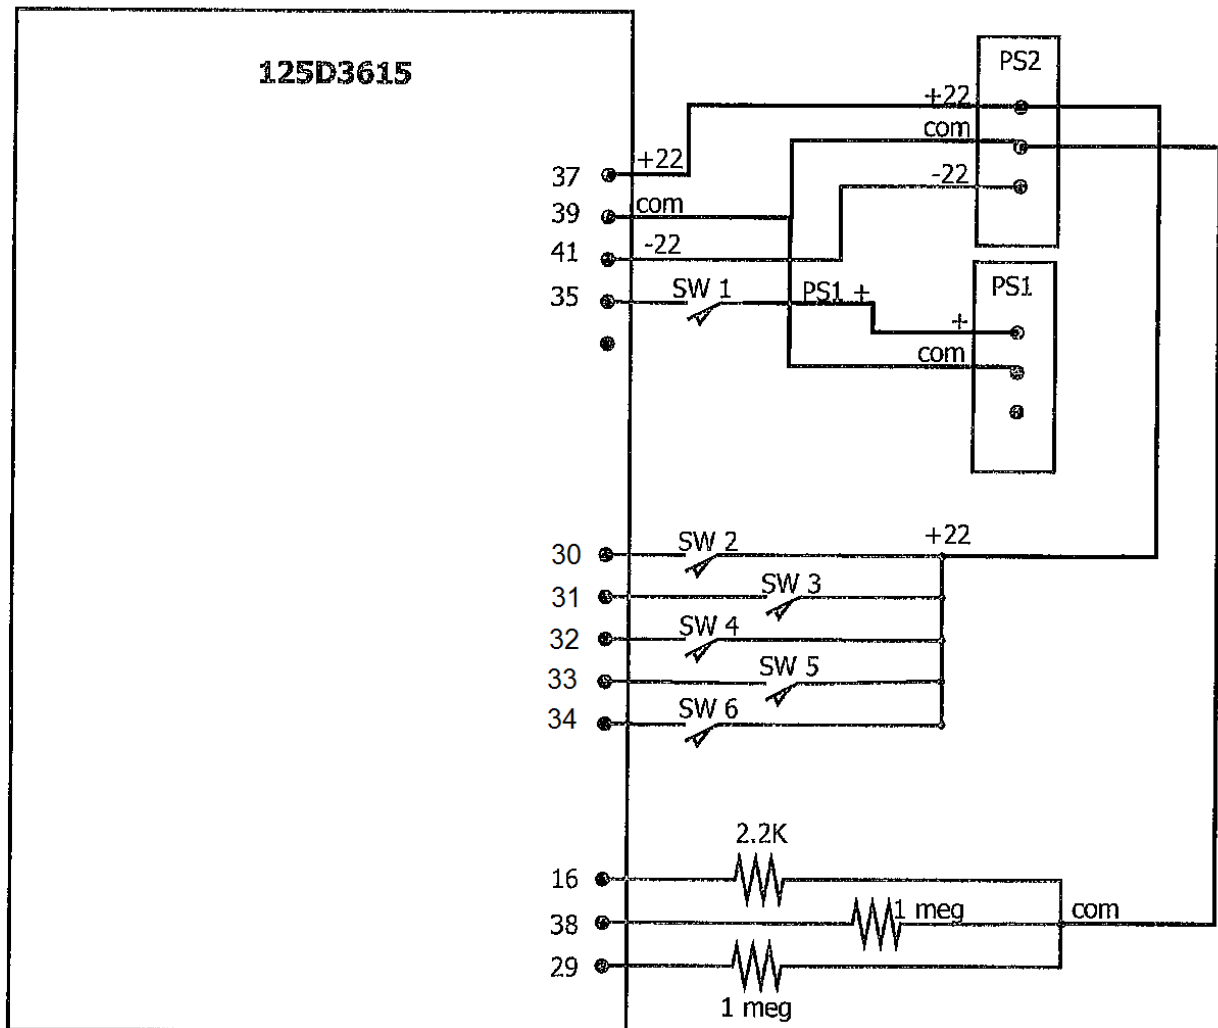 125D3615
PS2
+22
com
+22
37
-22
39
com
41
-22
35
SW 1
PS1 +
PS1
+
com
30
SW 2
+22
31
SW 3
32
SW 4
33
SW 5
34
SW 6
2.2K
16
38
1 meg
com
29
1 meg